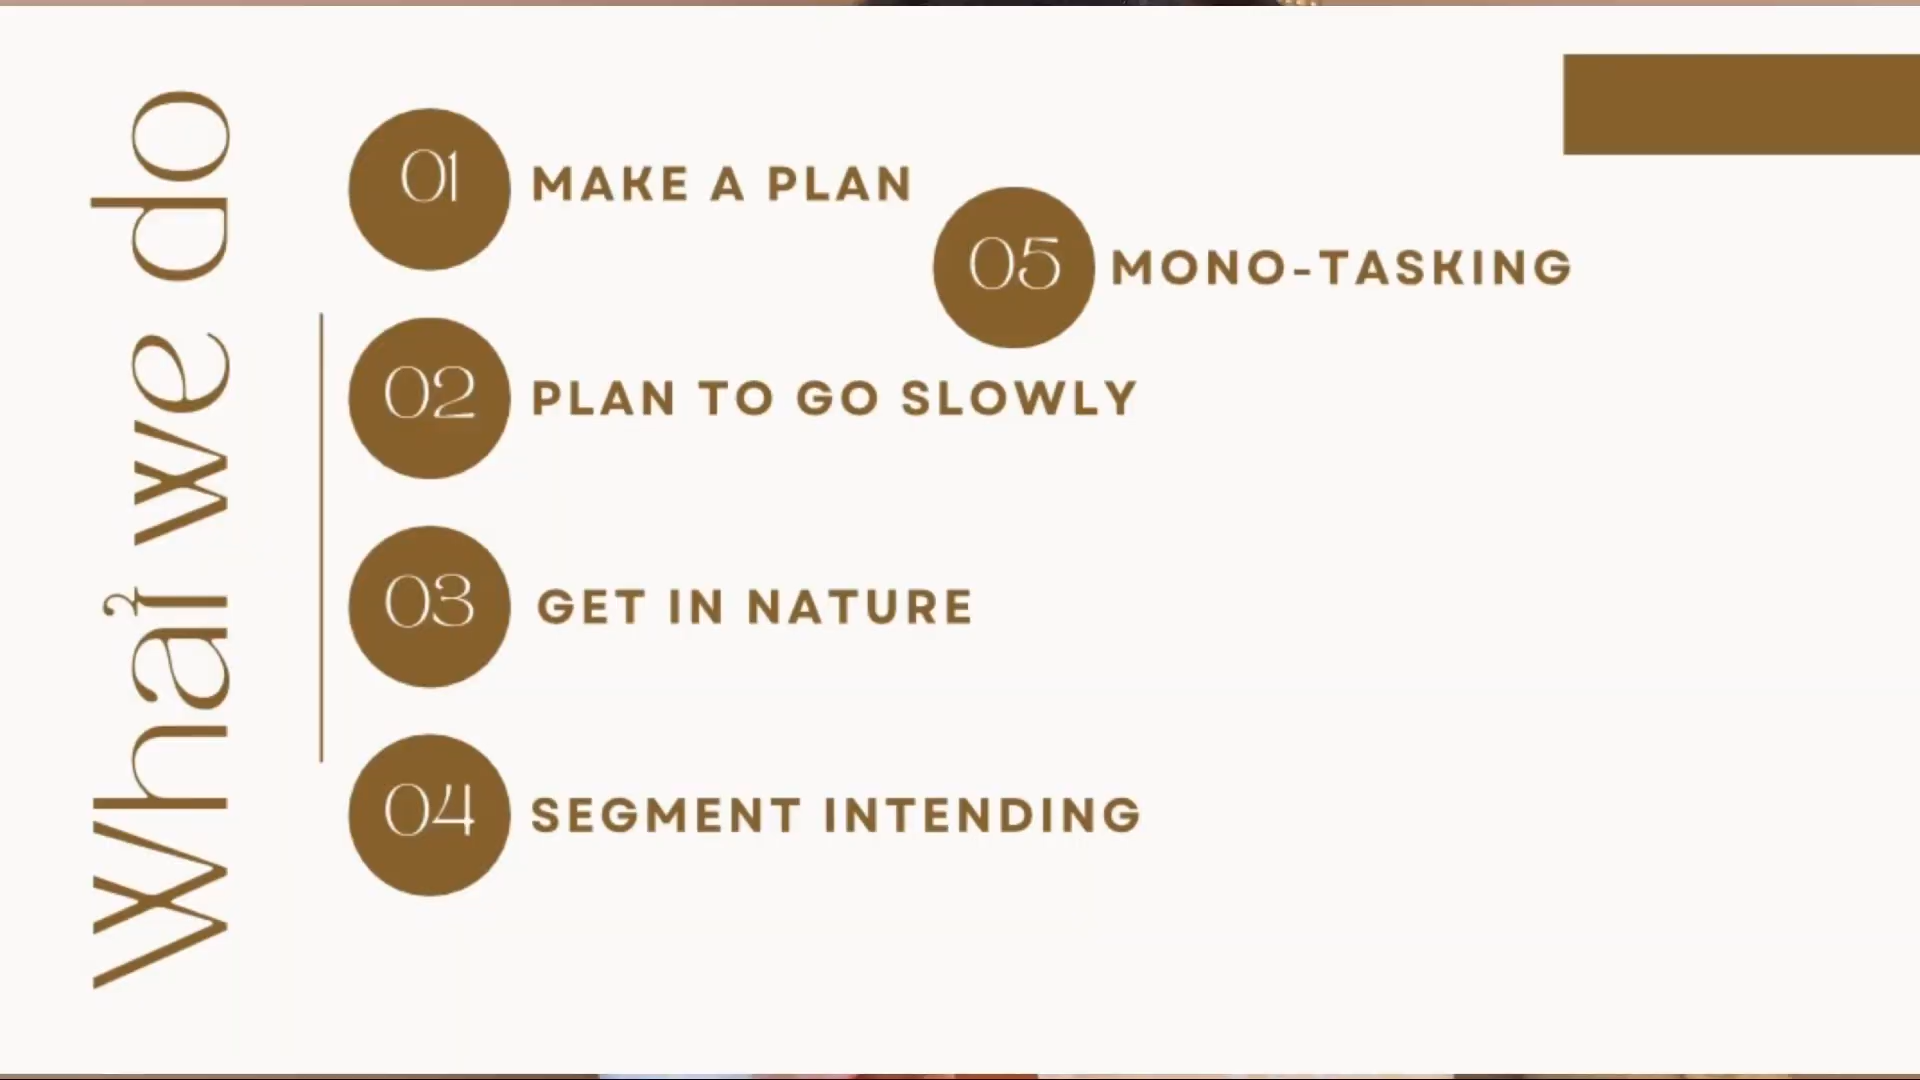 What we do
01
MAKE A PLAN
02
PLAN TO GO SLOWLY
03
GET IN NATURE
04
SEGMENT INTENDING
05
MONO-TASKING